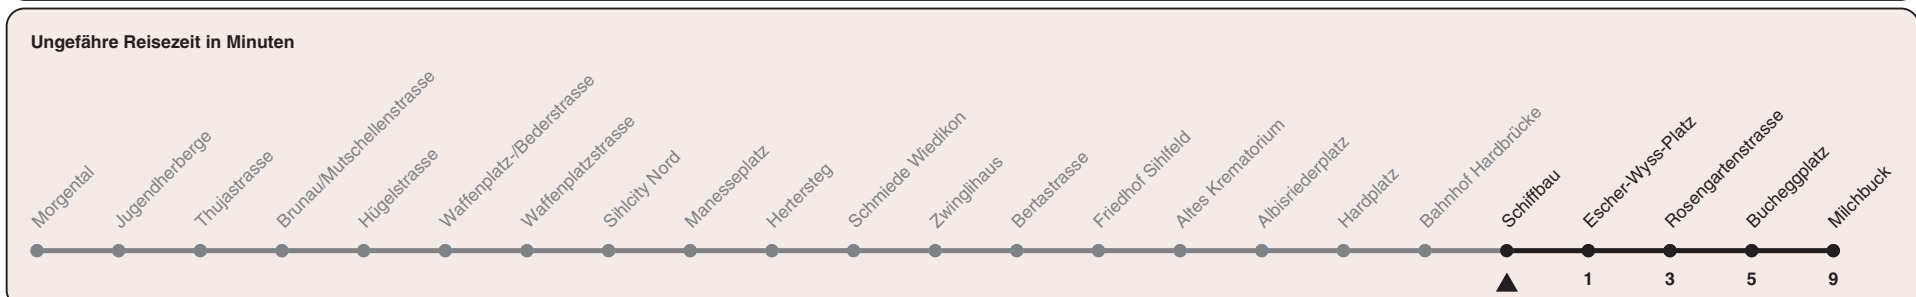 Ungefähre Reisezeit in Minuten
Morgental
Jugendherberge
Thujastrasse
Brunau/Mutschellenstrasse
Hügelstrasse
Waffenplatz-/Bederstrasse
Waffenplatzstrasse
Sihlcity Nord
Manesseplatz
Hertersteg
Schmiede Wiedikon
Zwinglihaus
Bertastrasse
Friedhof Sihlfeld
Altes Krematorium
Albisriederplatz
Hardplatz
Bahnhof Hardbrücke
Schiffbau
Escher-Wyss-Platz
Rosengartenstrasse
Bucheggplatz
Milchbuck
1 3 5 9